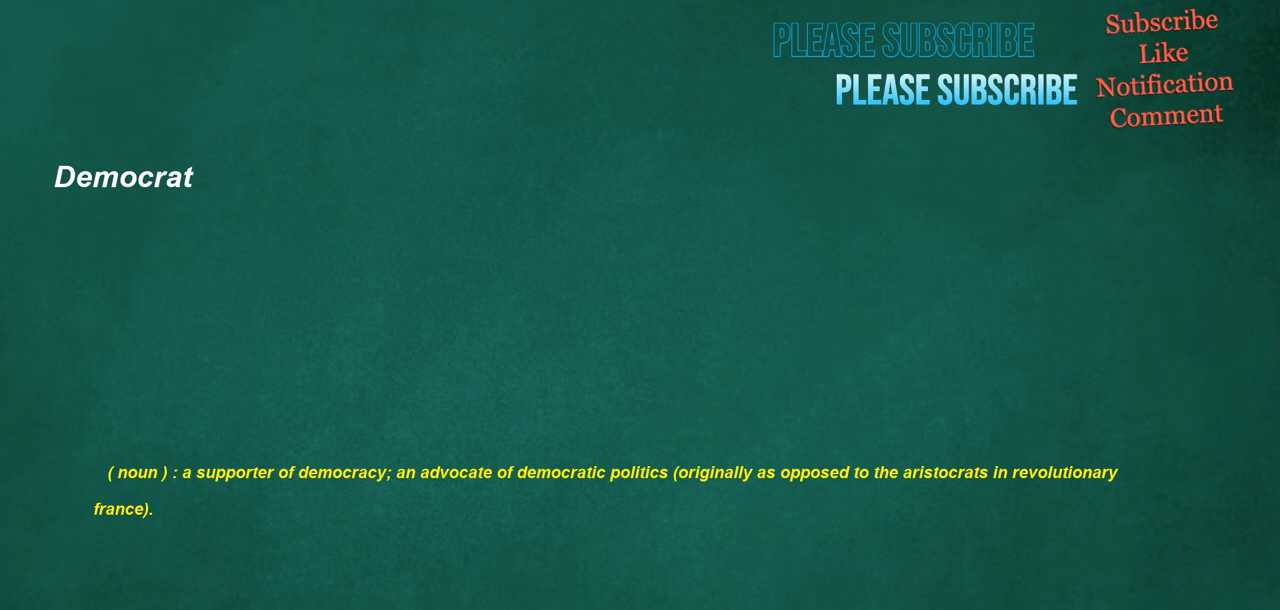 PLEASE SUBSCRIBE
PLEASE SUBSCRIBE
Subscribe
Like
Notification
Comment
Democrat
( noun ) : a supporter of democracy; an advocate of democratic politics (originally as opposed to the aristocrats in revolutionary
france).